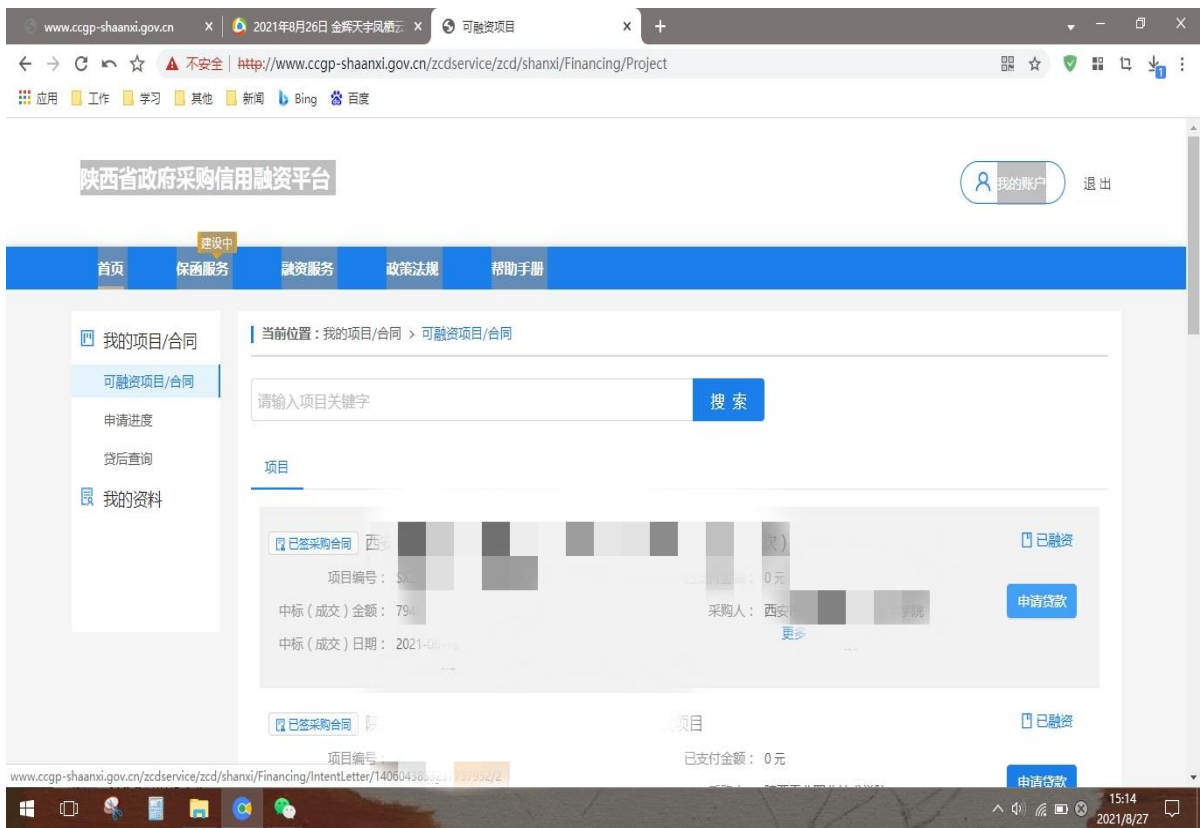 www.ccgp-shaanxi.gov.cn
2021年8月26日 金辉天宇凤栖云
可融资项目
不安全 http://www.ccgp-shaanxi.gov.cn/zcdservice/zcd/shanxi/Financing/Project
应用 工作 学习 其他 新闻 Bing 百度
陕西省政府采购信用融资平台
我的账户 退出
建设中
首页 保函服务 融资服务 政策法规 帮助手册
我的项目/合同
可融资项目/合同
申请进度
贷后查询
我的资料
当前位置：我的项目/合同 > 可融资项目/合同
请输入项目关键字 搜索
项目
已签采购合同 西 次) 已融资
项目编号： 0元
中标（成交）金额：794 采购人：西安 学院 申请贷款
更多
中标（成交）日期：2021-0
已签采购合同 项目 已融资
项目编号： 已支付金额：0元
申请贷款
www.ccgp-shaanxi.gov.cn/zcdservice/zcd/shanxi/Financing/IntentLetter/
15:14
2021/8/27